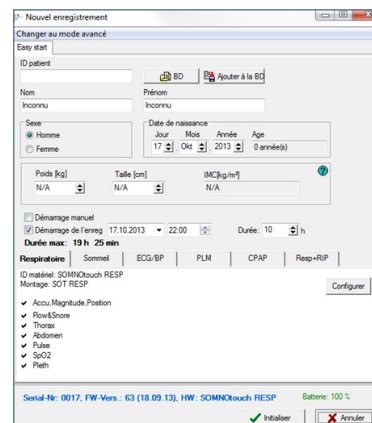 Nouvel enregistrement
Changer au mode avancé
Easy start
ID patient
BD
Ajouter à la BD
Nom
Prénom
Inconnu
Inconnu
Sexe
Homme
Femme
Date de naissance
Jour Mois Année Age
17 Okt 2013 0 année(s)
Poids [kg] Taille [cm] IMC[kg/m²]
N/A N/A N/A
Démarrage manuel
Démarrage de l'enreg 17.10.2013 22:00 Durée: 10 h
Durée max: 19 h 25 min
Respiratoire Sommeil ECG/BP PLM CPAP Resp+RIP
ID matériel: SOMNOtouch RESP
Montage: SOT RESP
Configurer
Accu,Magnitude,Position
Flow&Snore
Thorax
Abdomen
Pulse
SpO2
Pleth
Serial-Nr: 0017, FW-Vers.: 63 (18.09.13), HW: SOMNOtouch RESP
Batterie: 100 %
Initialiser
Annuler